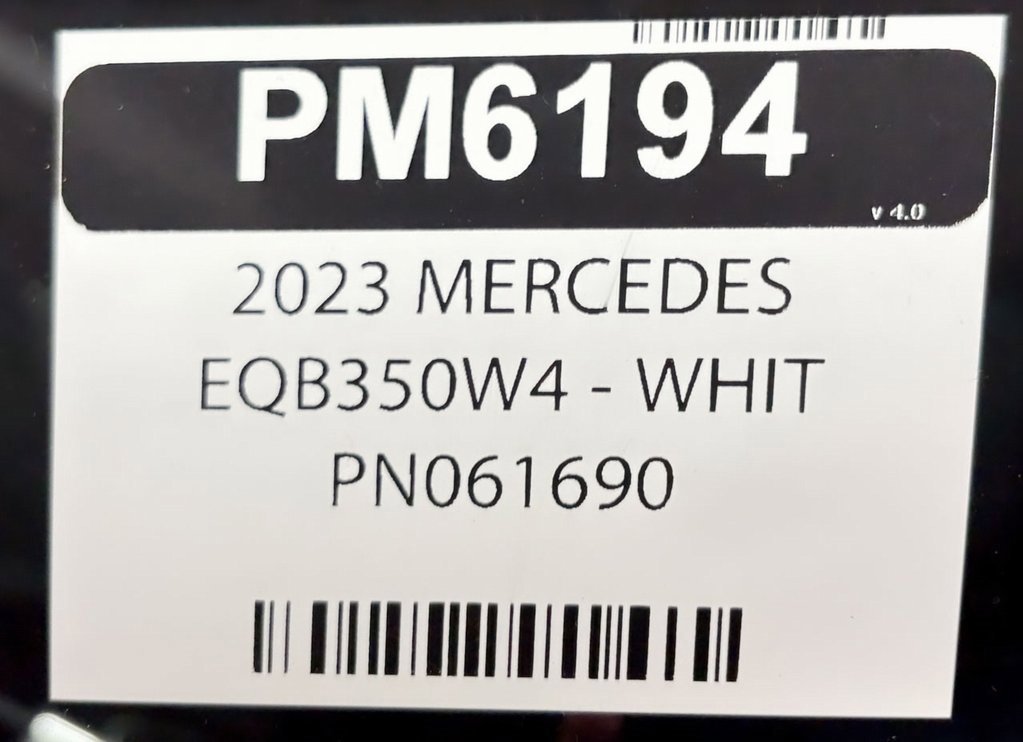 PM6194
v 4.0
2023 MERCEDES
EQB350W4 - WHIT
PN061690